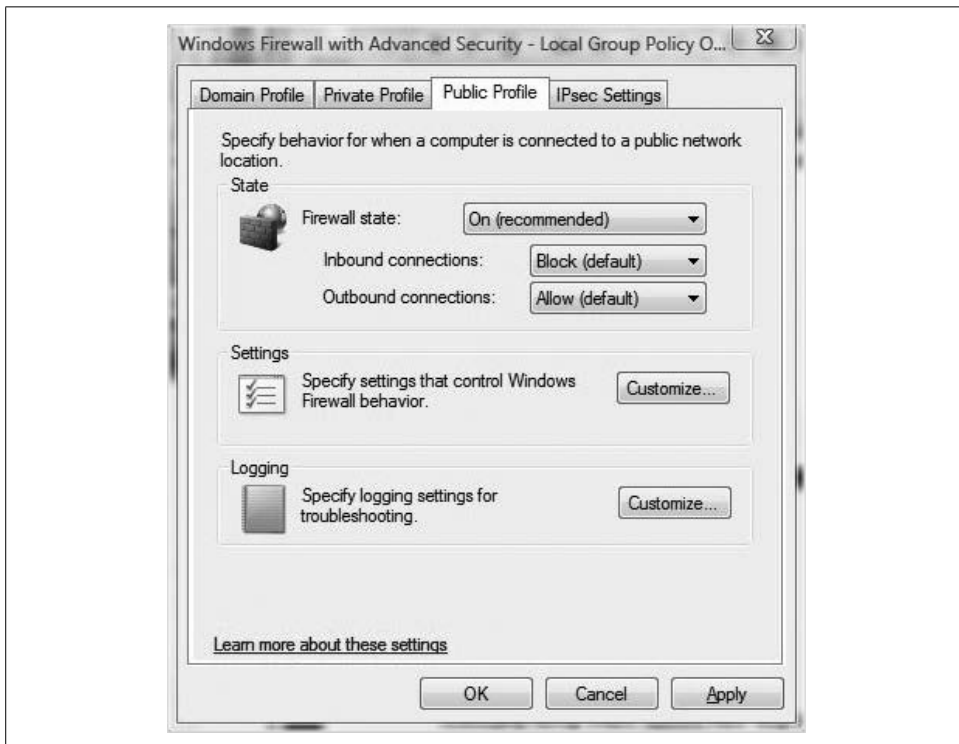 Windows Firewall with Advanced Security - Local Group Policy O...
Domain Profile
Private Profile
Public Profile
IPsec Settings
Specify behavior for when a computer is connected to a public network
location.
State
Firewall state:
On (recommended)
Inbound connections:
Block (default)
Outbound connections:
Allow (default)
Settings
Specify settings that control Windows
Firewall behavior.
Customize...
Logging
Specify logging settings for
troubleshooting.
Customize...
Learn more about these settings
OK
Cancel
Apply